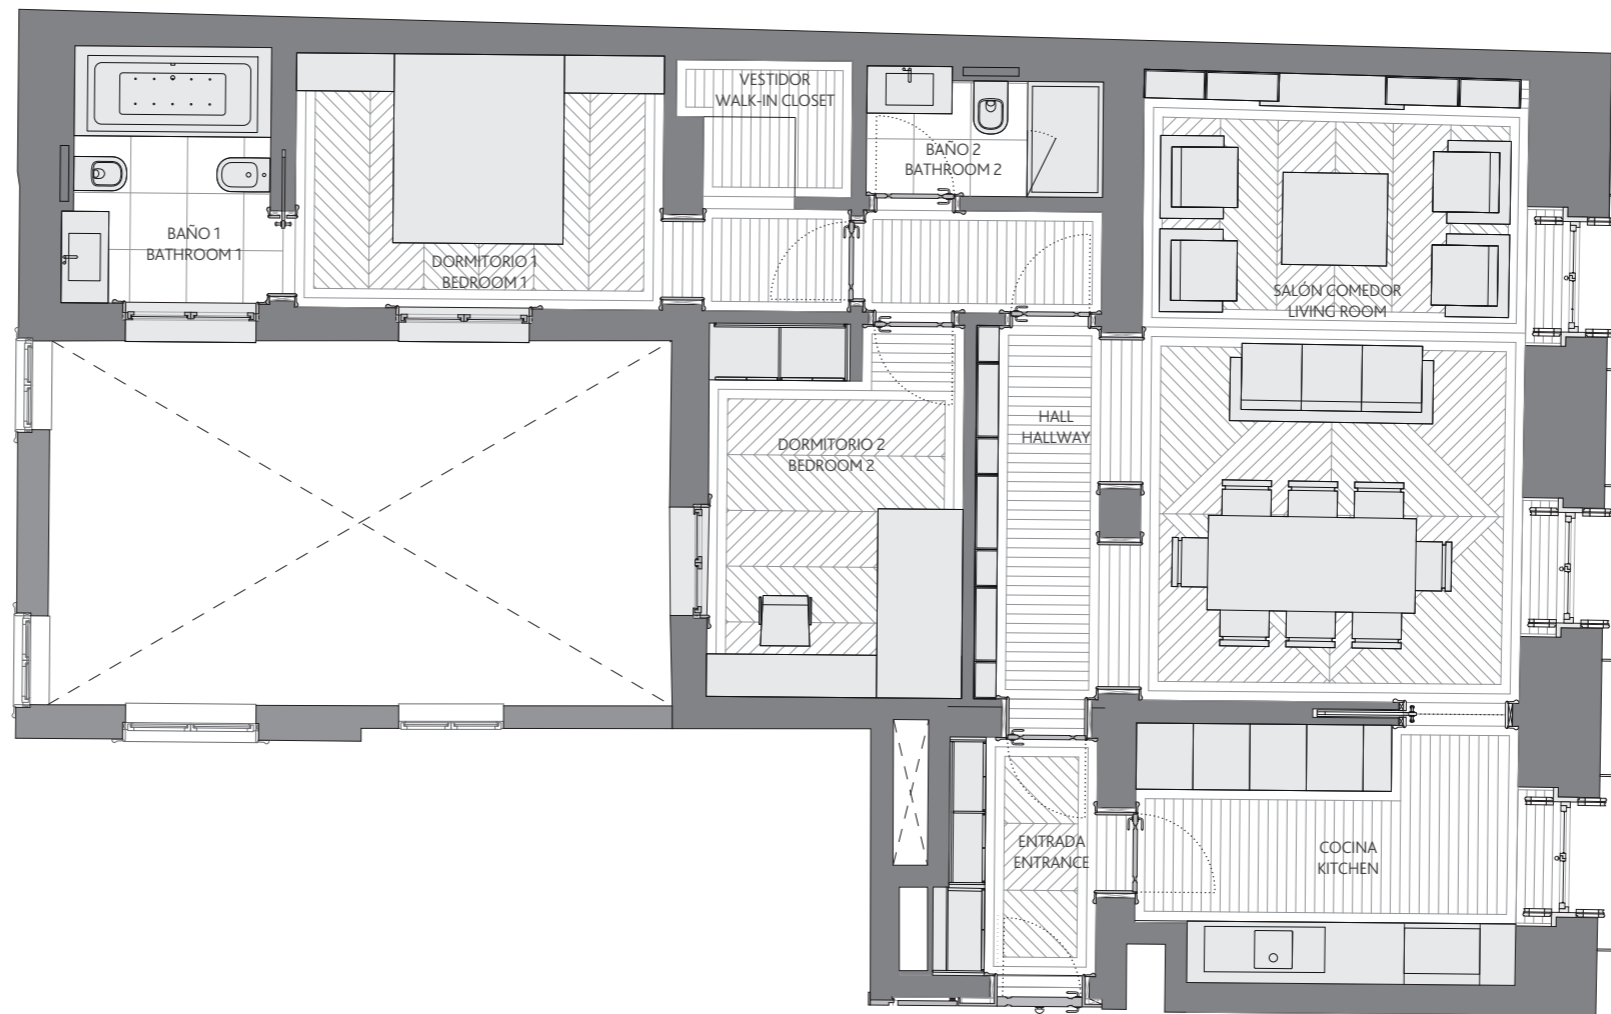 VESTIDOR
WALK-IN CLOSET
BAÑO 2
BATHROOM 2
BAÑO 1
BATHROOM 1
DORMITORIO 1
BEDROOM 1
SALÓN COMEDOR
LIVING ROOM
HALL
HALLWAY
DORMITORIO 2
BEDROOM 2
ENTRADA
ENTRANCE
COCINA
KITCHEN